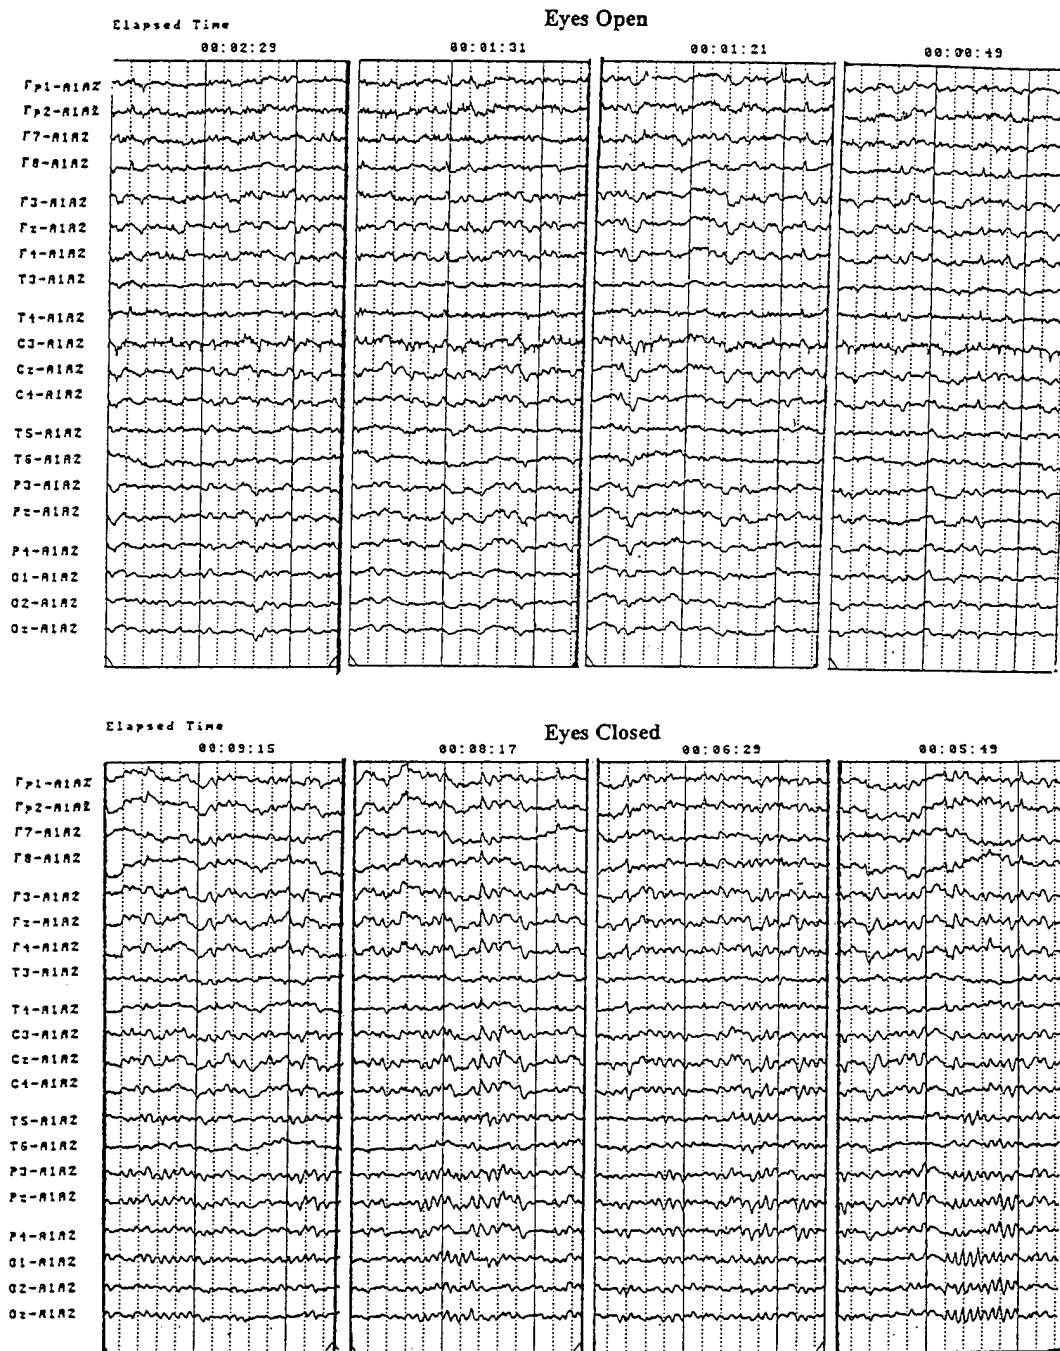 Eyes Open
Elapsed Time
00:02:29 00:01:31 00:01:21 00:00:49
Fp1-A1A2
Fp2-A1A2
F7-A1A2
F8-A1A2
F3-A1A2
Fz-A1A2
F4-A1A2
T3-A1A2
T4-A1A2
C3-A1A2
Cz-A1A2
C4-A1A2
T5-A1A2
T6-A1A2
P3-A1A2
Pz-A1A2
P4-A1A2
O1-A1A2
O2-A1A2
Oz-A1A2
Elapsed Time
Eyes Closed
00:09:15 00:08:17 00:06:29 00:05:49
Fp1-A1A2
Fp2-A1A2
F7-A1A2
F8-A1A2
F3-A1A2
Fz-A1A2
F4-A1A2
T3-A1A2
T4-A1A2
C3-A1A2
Cz-A1A2
C4-A1A2
T5-A1A2
T6-A1A2
P3-A1A2
Pz-A1A2
P4-A1A2
O1-A1A2
O2-A1A2
Oz-A1A2